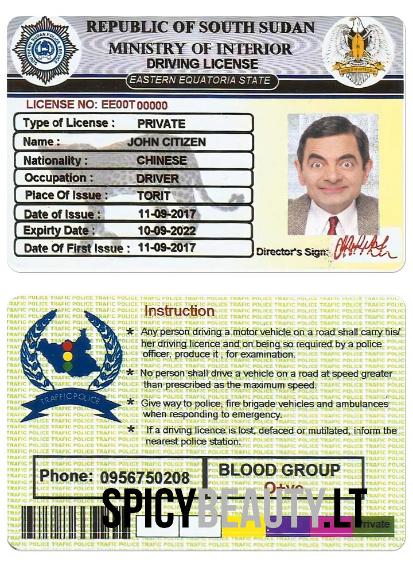 REPUBLIC OF SOUTH SUDAN
MINISTRY OF INTERIOR
DRIVING LICENSE
EASTERN EQUATORIA STATE
LICENSE NO: EE00T00000
Type of License : PRIVATE
Name : JOHN CITIZEN
Nationality : CHINESE
Occupation : DRIVER
Place Of Issue : TORIT
Date of Issue : 11-09-2017
Expirty Date : 10-09-2022
Date Of First Issue : 11-09-2017
Director's Sign:
Instruction
* Any person driving a motor vehicle on a road shall carry his/
her driving licence and on being so required by a police
officer, produce it , for examination.
* No person shall drive a vehicle on a road at speed greater
than prescribed as the maximum speed.
* Give way to police, fire brigade vehicles and ambulances
when responding to emergency.
* If a driving licence is lost, defaced or mutilated, inform the
nearest police station.
TRAFFIC POLICE
Phone: 0956750208
BLOOD GROUP
O+ve
SPICYBEAUTY.LT
Private